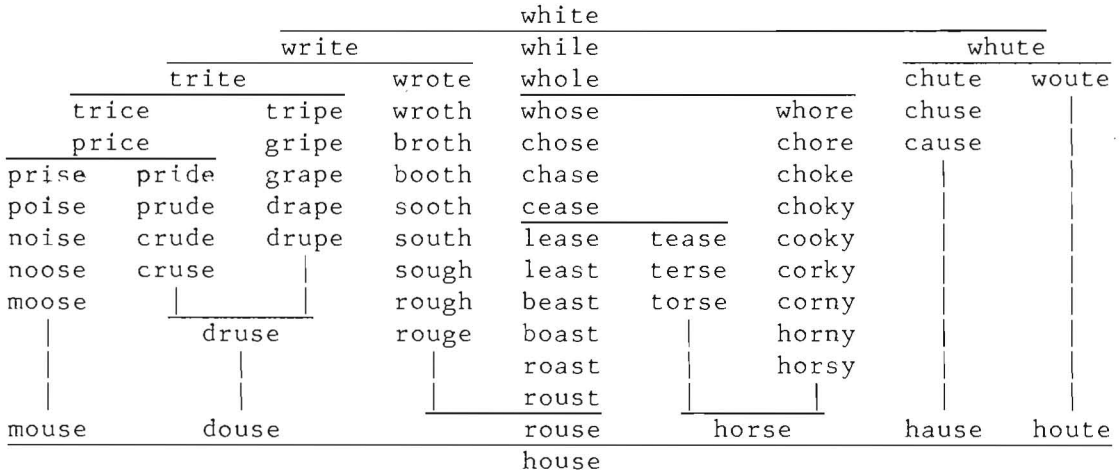 white
write while whute
trite wrote whole chute woute
trice tripe wroth whose whore chuse
price gripe broth chose chore cause
prise pride grape booth chase choke
poise prude drape sooth cease choky
noise crude drupe south lease tease cooky
noose cruse sough least terse corky
moose rough beast torse corny
druse rouge boast horny
roast horsy
roust
mouse douse rouse horse hause houte
house